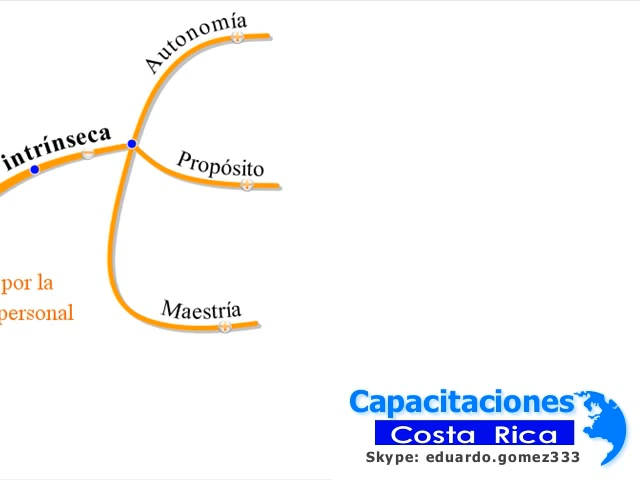 Autonomía
intrínseca
Propósito
por la
personal
Maestría
Capacitaciones
Costa Rica
Skype: eduardo.gomez333